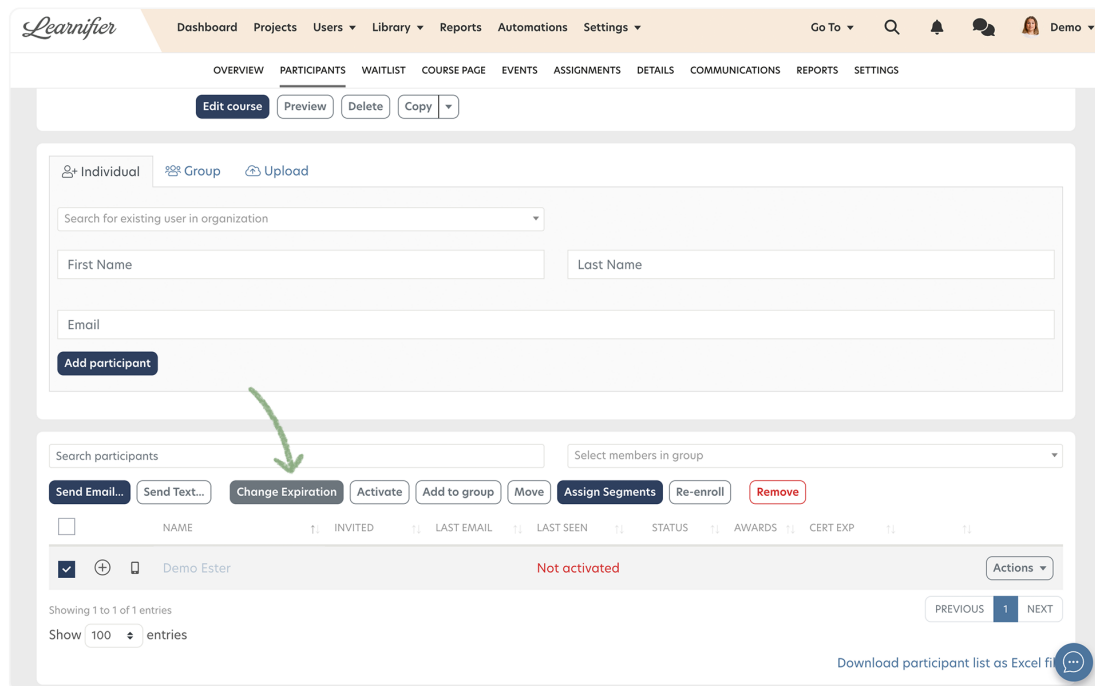 Learnifier Dashboard Projects Users Library Reports Automations Settings Go To Demo
OVERVIEW PARTICIPANTS WAITLIST COURSE PAGE EVENTS ASSIGNMENTS DETAILS COMMUNICATIONS REPORTS SETTINGS
Edit course Preview Delete Copy
Individual Group Upload
Search for existing user in organization
First Name Last Name
Email
Add participant
Search participants Select members in group
Send Email... Send Text... Change Expiration Activate Add to group Move Assign Segments Re-enroll Remove
NAME INVITED LAST EMAIL LAST SEEN STATUS AWARDS CERT EXP
Demo Ester Not activated Actions
Showing 1 to 1 of 1 entries PREVIOUS 1 NEXT
Show 100 entries
Download participant list as Excel fi